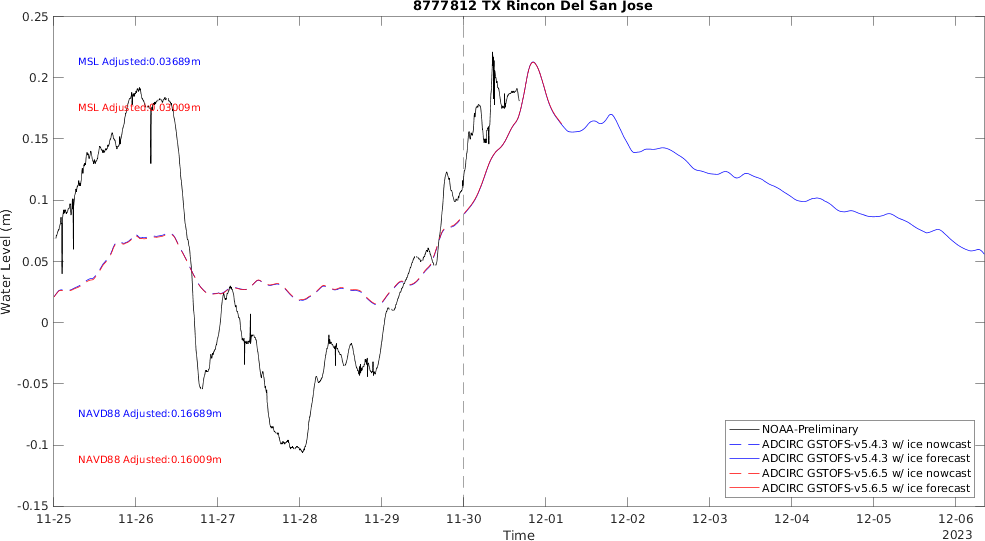 8777812 TX Rincon Del San Jose
0.25
0.2
0.15
0.1
0.05
0
-0.05
-0.1
-0.15
Water Level (m)
MSL Adjusted:0.03689m
MSL Adjusted:0.03009m
NAVD88 Adjusted:0.16689m
NAVD88 Adjusted:0.16009m
NOAA-Preliminary
ADCIRC GSTOFS-v5.4.3 w/ ice nowcast
ADCIRC GSTOFS-v5.4.3 w/ ice forecast
ADCIRC GSTOFS-v5.6.5 w/ ice nowcast
ADCIRC GSTOFS-v5.6.5 w/ ice forecast
11-25 11-26 11-27 11-28 11-29 11-30 12-01 12-02 12-03 12-04 12-05 12-06
Time
2023